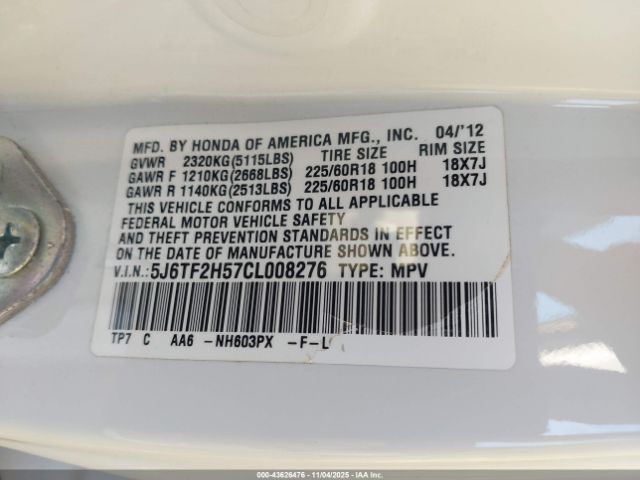 MFD. BY HONDA OF AMERICA MFG., INC. 04/'12
GVWR 2320KG(5115LBS) TIRE SIZE RIM SIZE
GAWR F 1210KG(2668LBS) 225/60R18 100H 18X7J
GAWR R 1140KG(2513LBS) 225/60R18 100H 18X7J
THIS VEHICLE CONFORMS TO ALL APPLICABLE
FEDERAL MOTOR VEHICLE SAFETY
AND THEFT PREVENTION STANDARDS IN EFFECT
ON THE DATE OF MANUFACTURE SHOWN ABOVE.
V.I.N.: 5J6TF2H57CL008276 TYPE: MPV
TP7 C AA6 -NH603PX -F-L
000-43626476 - 11/04/2025 - IAA Inc.